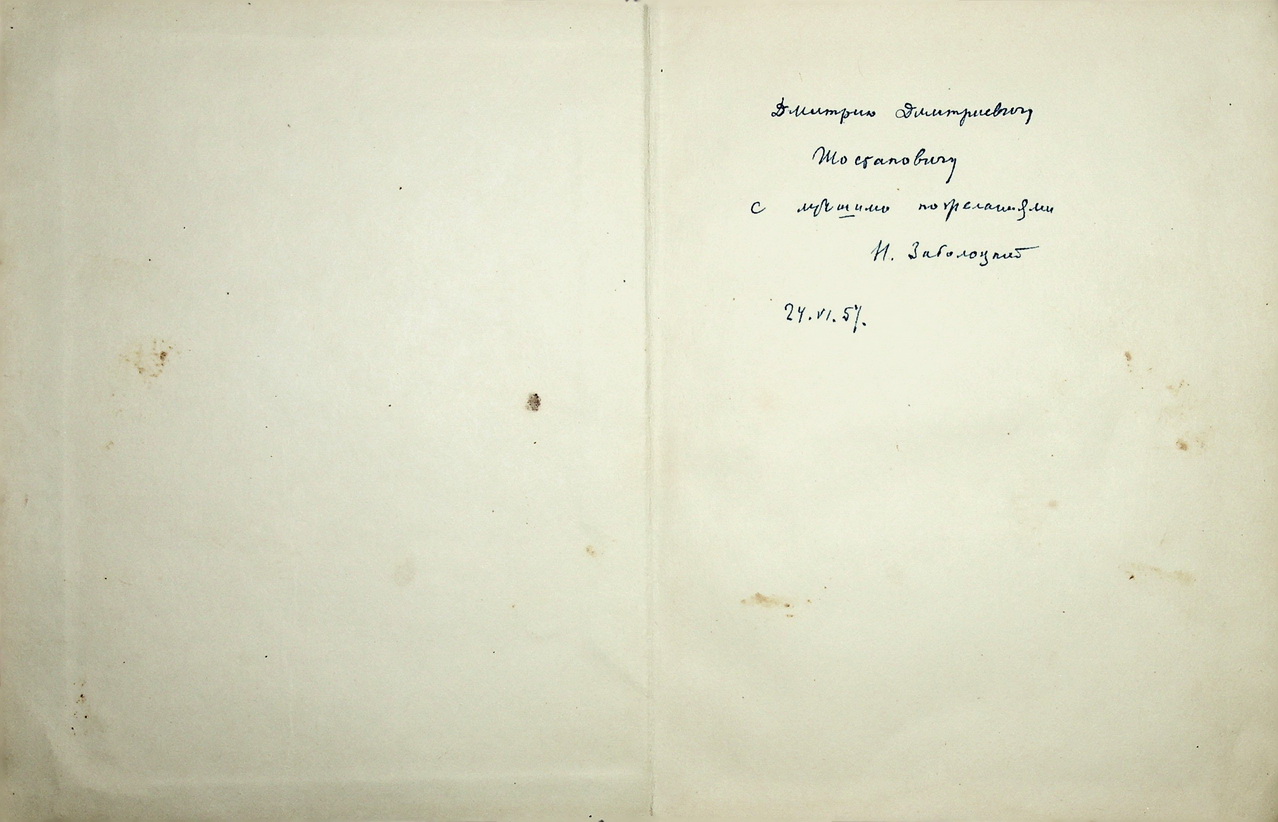 Дмитрию Дмитриевичу
Шостаковичу
с лучшими пожеланиями
Н. Заболоцкий
24.VI.57.